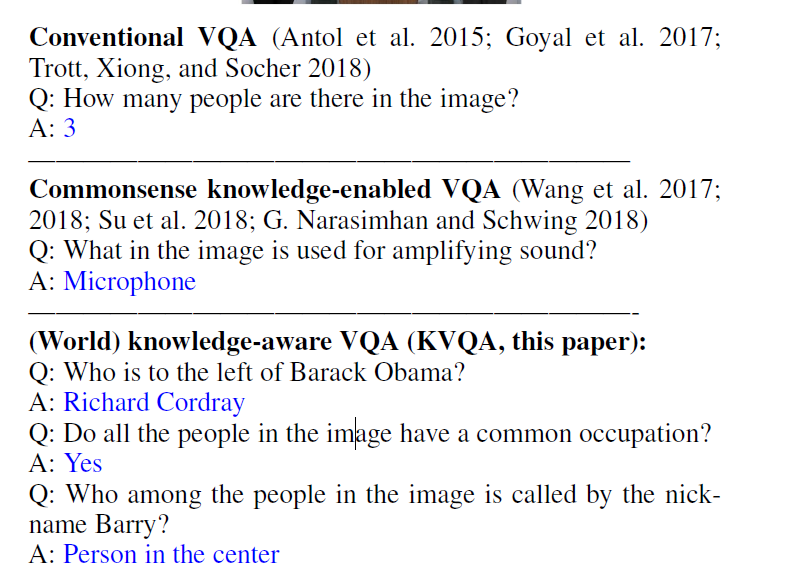 Conventional VQA (Antol et al. 2015; Goyal et al. 2017;
Trott, Xiong, and Socher 2018)
Q: How many people are there in the image?
A: 3
Commonsense knowledge-enabled VQA (Wang et al. 2017;
2018; Su et al. 2018; G. Narasimhan and Schwing 2018)
Q: What in the image is used for amplifying sound?
A: Microphone
(World) knowledge-aware VQA (KVQA, this paper):
Q: Who is to the left of Barack Obama?
A: Richard Cordray
Q: Do all the people in the image have a common occupation?
A: Yes
Q: Who among the people in the image is called by the nick-
name Barry?
A: Person in the center